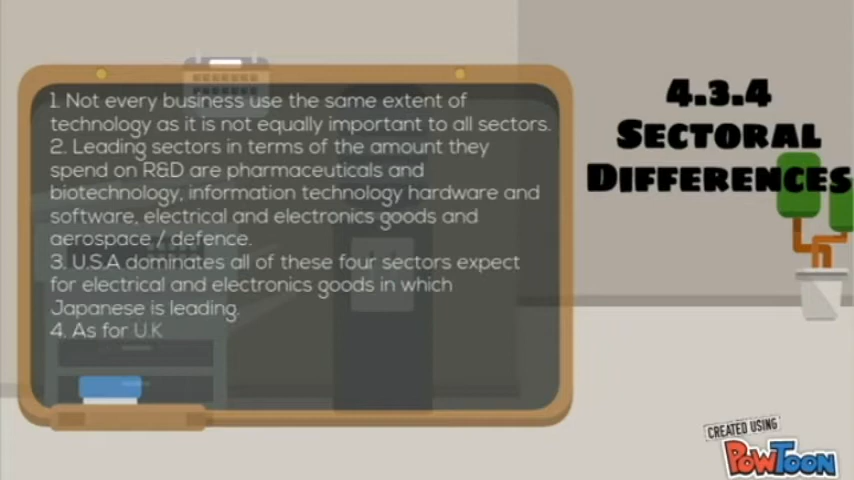 1. Not every business use the same extent of
technology as it is not equally important to all sectors.
2. Leading sectors in terms of the amount they
spend on R&D are pharmaceuticals and
biotechnology, information technology hardware and
software, electrical and electronics goods and
aerospace / defence.
3. U.S.A dominates all of these four sectors expect
for electrical and electronics goods in which
Japanese is leading.
4. As for U.K
4.3.4
Sectoral
Differences
CREATED USING
POWTOON